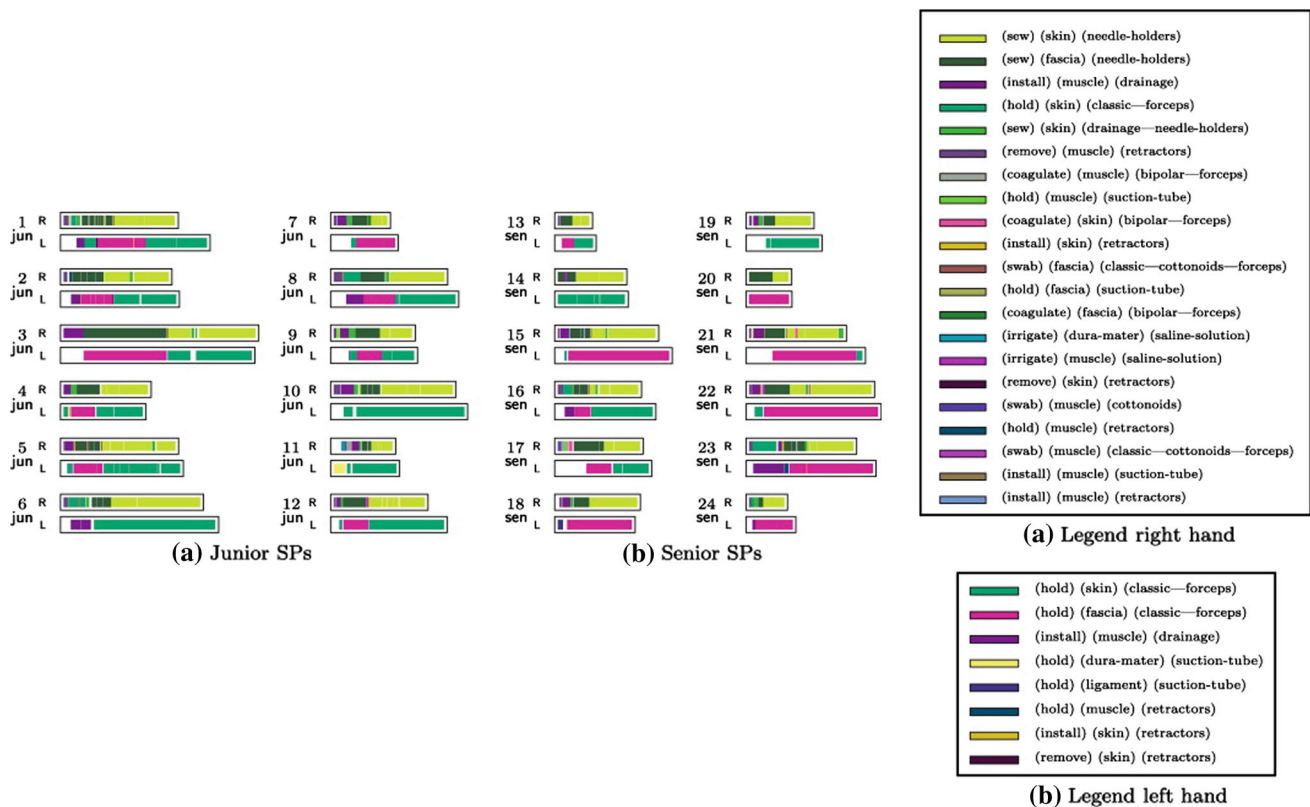 1 R
jun L
2 R
jun L
3 R
jun L
4 R
jun L
5 R
jun L
6 R
jun L
7 R
jun L
8 R
jun L
9 R
jun L
10 R
jun L
11 R
jun L
12 R
jun L
(a) Junior SPs
13 R
sen L
14 R
sen L
15 R
sen L
16 R
sen L
17 R
sen L
18 R
sen L
19 R
sen L
20 R
sen L
21 R
sen L
22 R
sen L
23 R
sen L
24 R
sen L
(b) Senior SPs
(sew) (skin) (needle-holders)
(sew) (fascia) (needle-holders)
(install) (muscle) (drainage)
(hold) (skin) (classic—forceps)
(sew) (skin) (drainage—needle-holders)
(remove) (muscle) (retractors)
(coagulate) (muscle) (bipolar—forceps)
(hold) (muscle) (suction-tube)
(coagulate) (skin) (bipolar—forceps)
(install) (skin) (retractors)
(swab) (fascia) (classic—cottonoids—forceps)
(hold) (fascia) (suction-tube)
(coagulate) (fascia) (bipolar—forceps)
(irrigate) (dura-mater) (saline-solution)
(irrigate) (muscle) (saline-solution)
(remove) (skin) (retractors)
(swab) (muscle) (cottonoids)
(hold) (muscle) (retractors)
(swab) (muscle) (classic—cottonoids—forceps)
(install) (muscle) (suction-tube)
(install) (muscle) (retractors)
(a) Legend right hand
(hold) (skin) (classic—forceps)
(hold) (fascia) (classic—forceps)
(install) (muscle) (drainage)
(hold) (dura-mater) (suction-tube)
(hold) (ligament) (suction-tube)
(hold) (muscle) (retractors)
(install) (skin) (retractors)
(remove) (skin) (retractors)
(b) Legend left hand